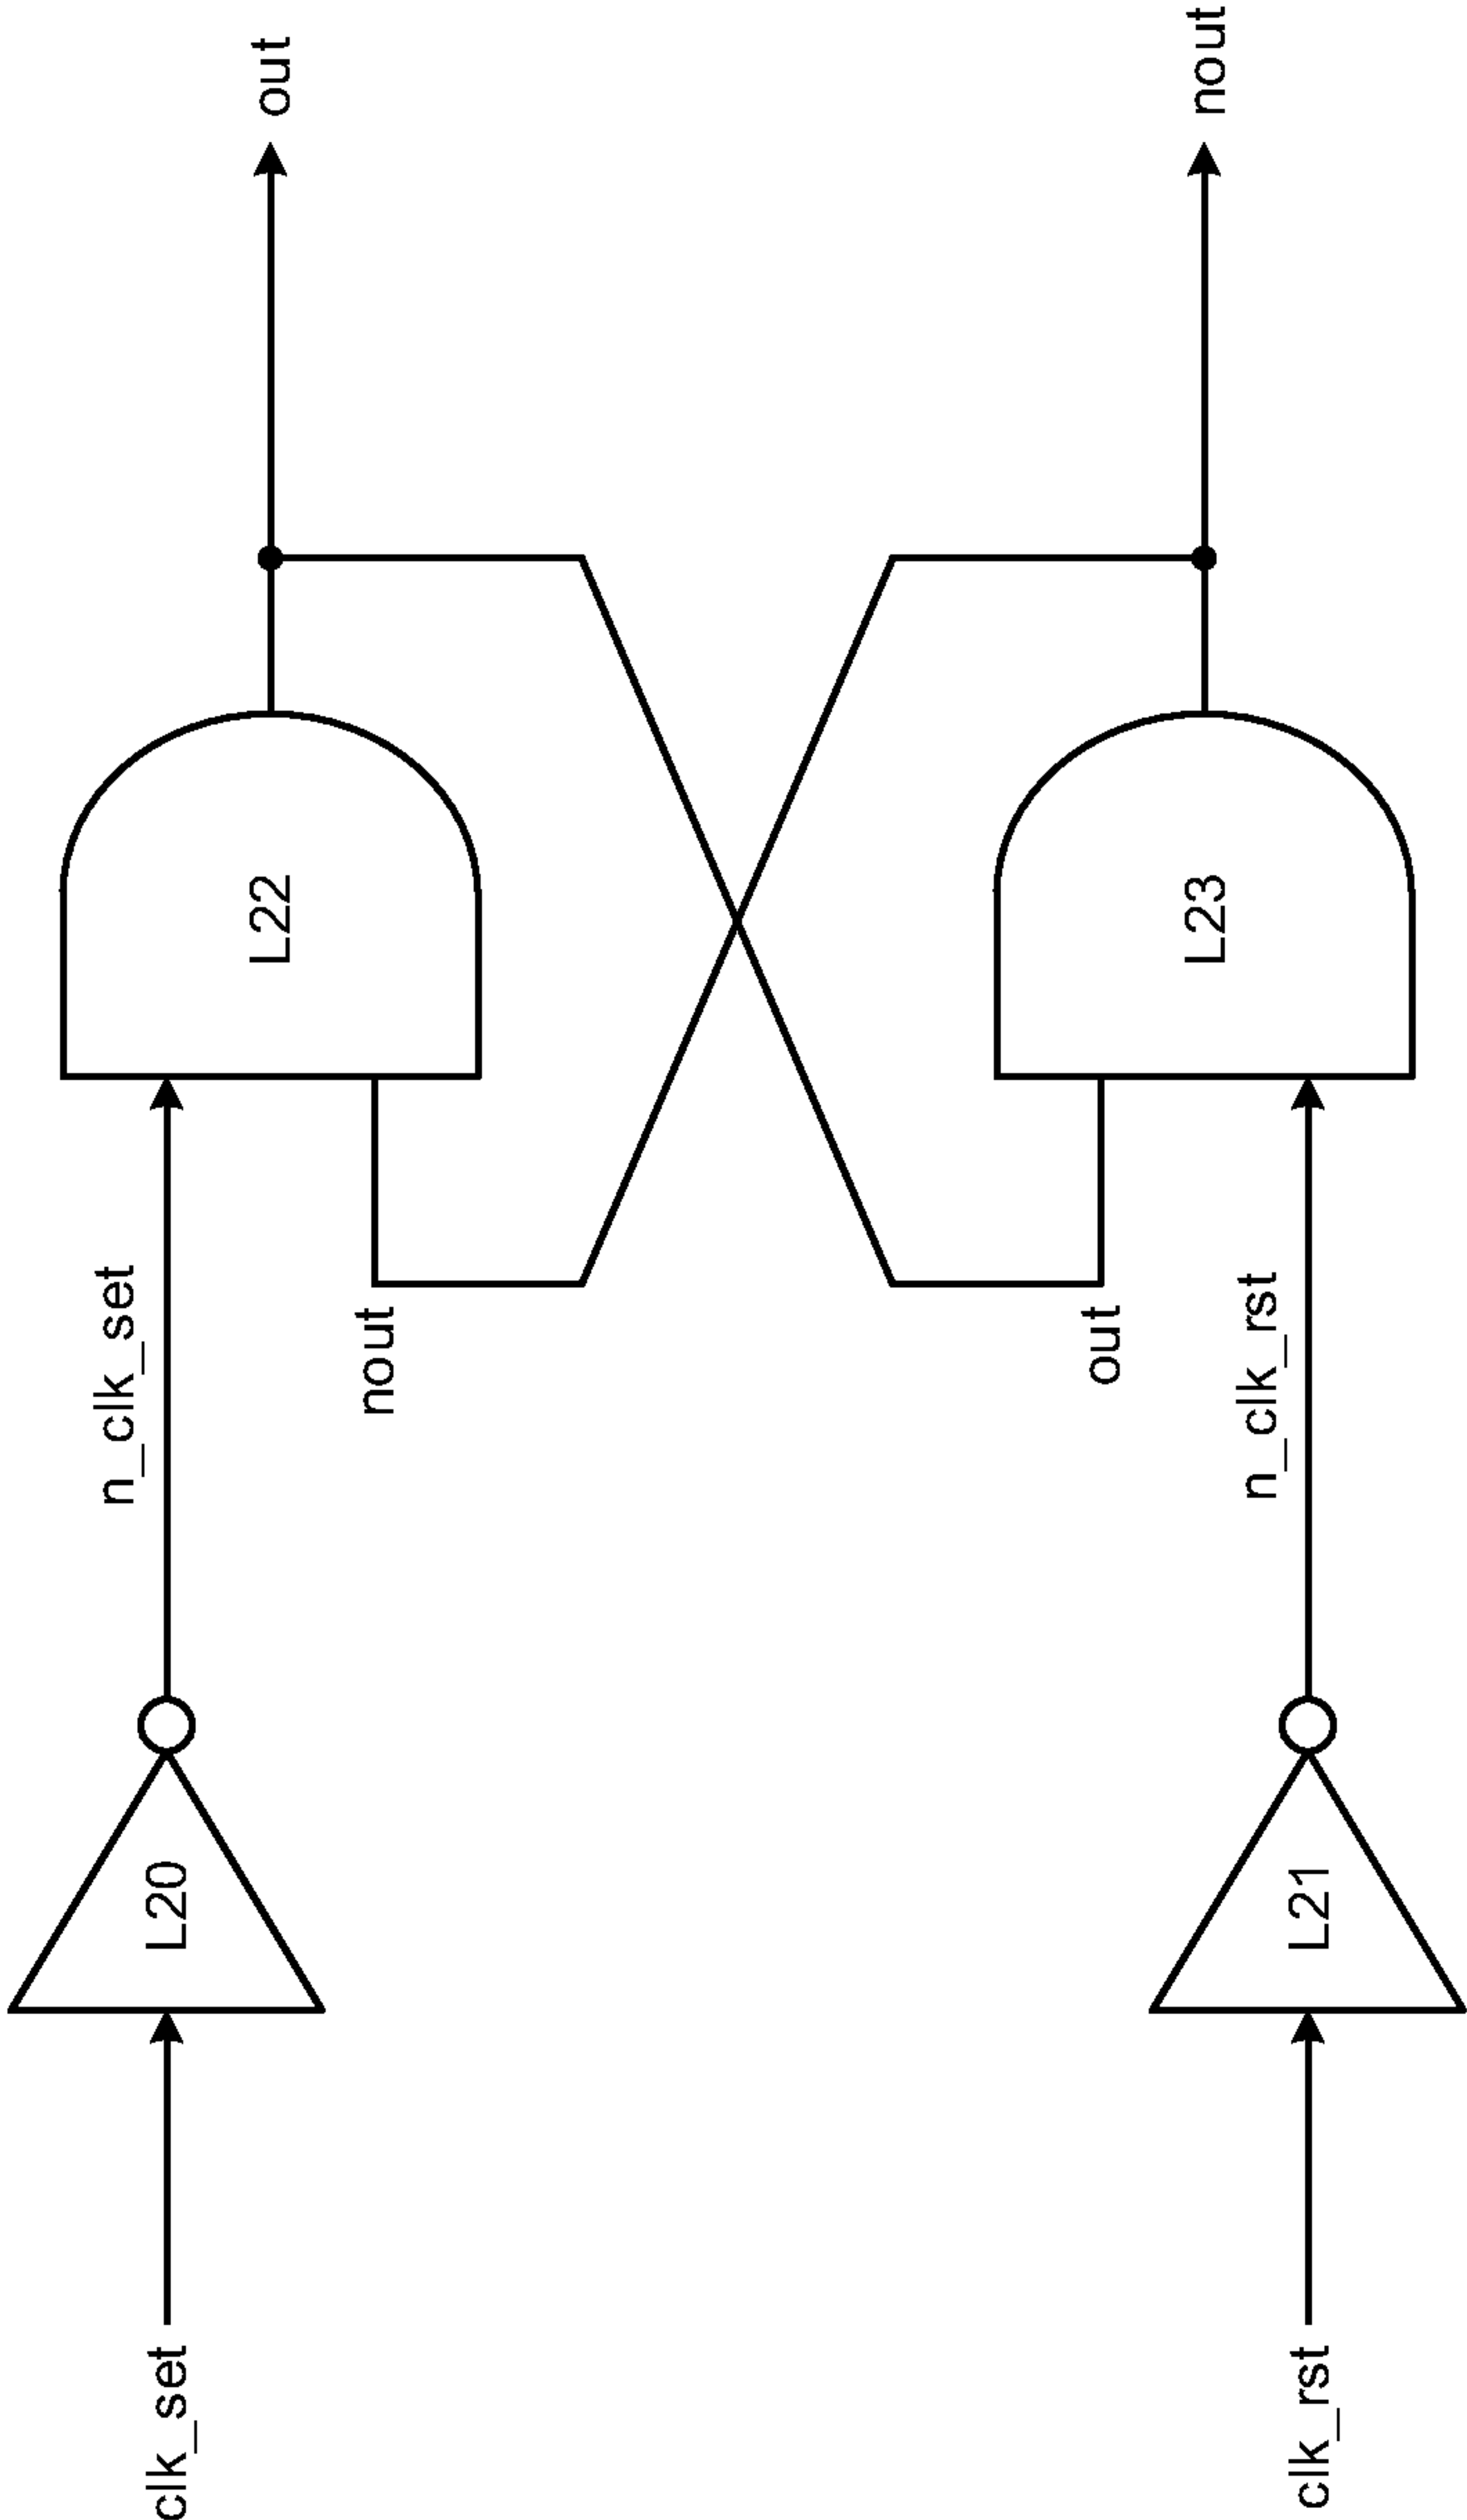 clk_set
L20
n_clk_set
nout
L22
out
clk_rst
L21
n_clk_rst
out
L23
nout